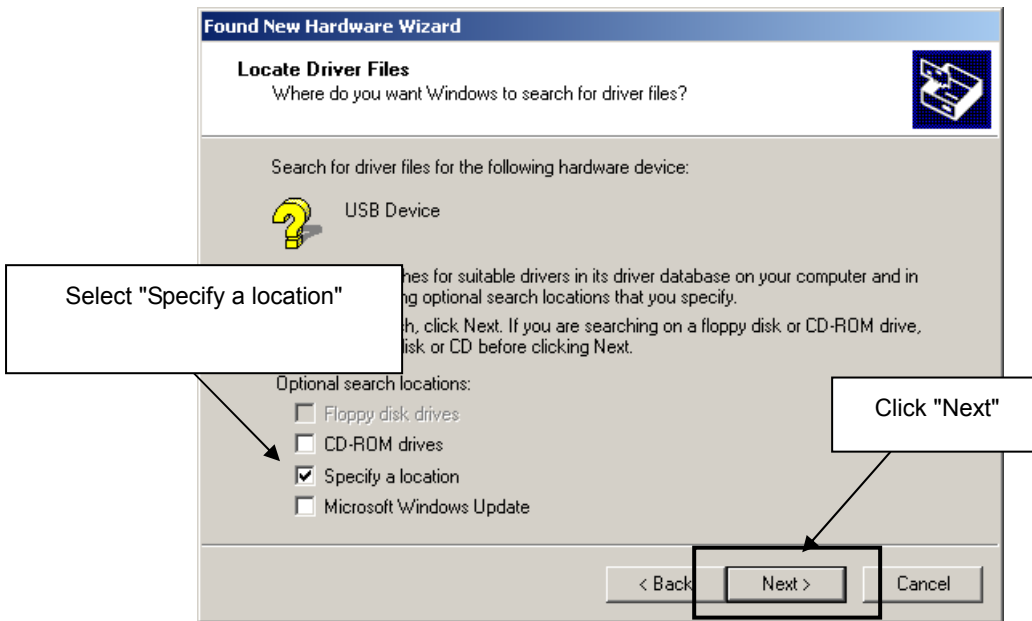 Found New Hardware Wizard
Locate Driver Files
Where do you want Windows to search for driver files?
Search for driver files for the following hardware device:
USB Device
hes for suitable drivers in its driver database on your computer and in
ng optional search locations that you specify.
h, click Next. If you are searching on a floppy disk or CD-ROM drive,
disk or CD before clicking Next.
Select "Specify a location"
Optional search locations:
Floppy disk drives
CD-ROM drives
Specify a location
Microsoft Windows Update
Click "Next"
< Back
Next >
Cancel